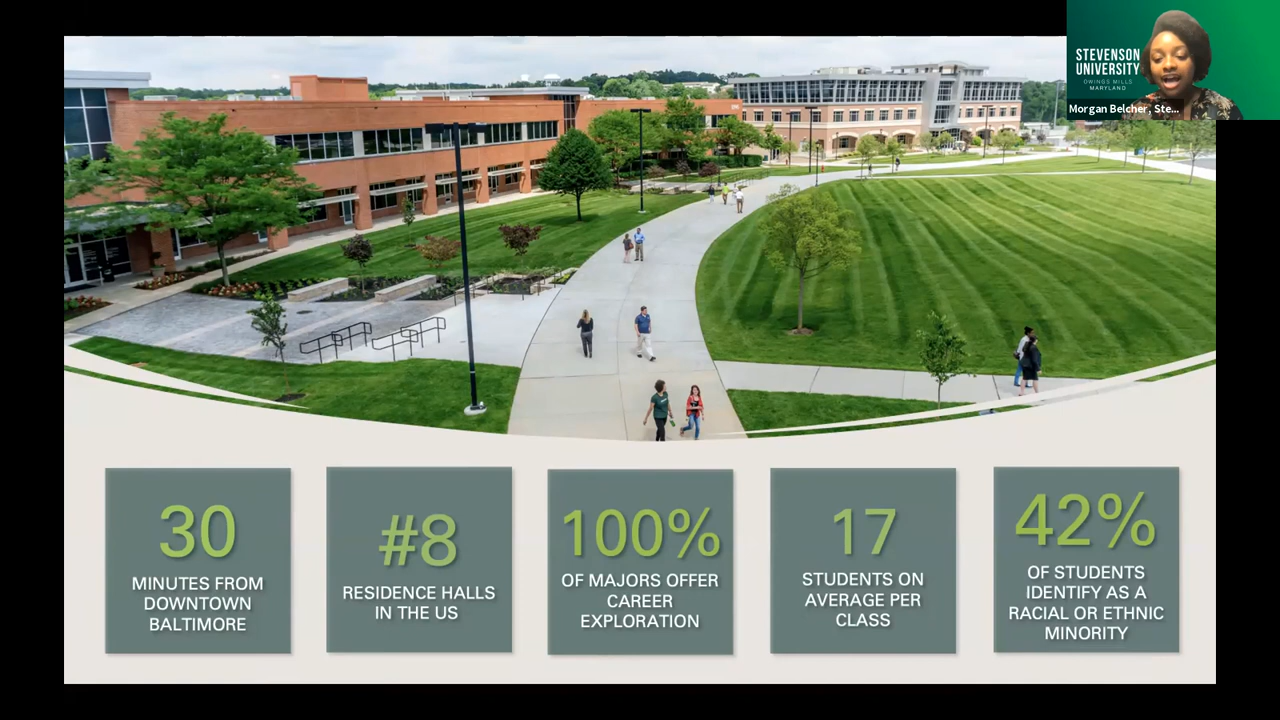 STEVENSON
UNIVERSITY
OWINGS MILLS
MARYLAND
Morgan Belcher, Ste...
30
MINUTES FROM
DOWNTOWN
BALTIMORE
#8
RESIDENCE HALLS
IN THE US
100%
OF MAJORS OFFER
CAREER
EXPLORATION
17
STUDENTS ON
AVERAGE PER
CLASS
42%
OF STUDENTS
IDENTIFY AS A
RACIAL OR ETHNIC
MINORITY